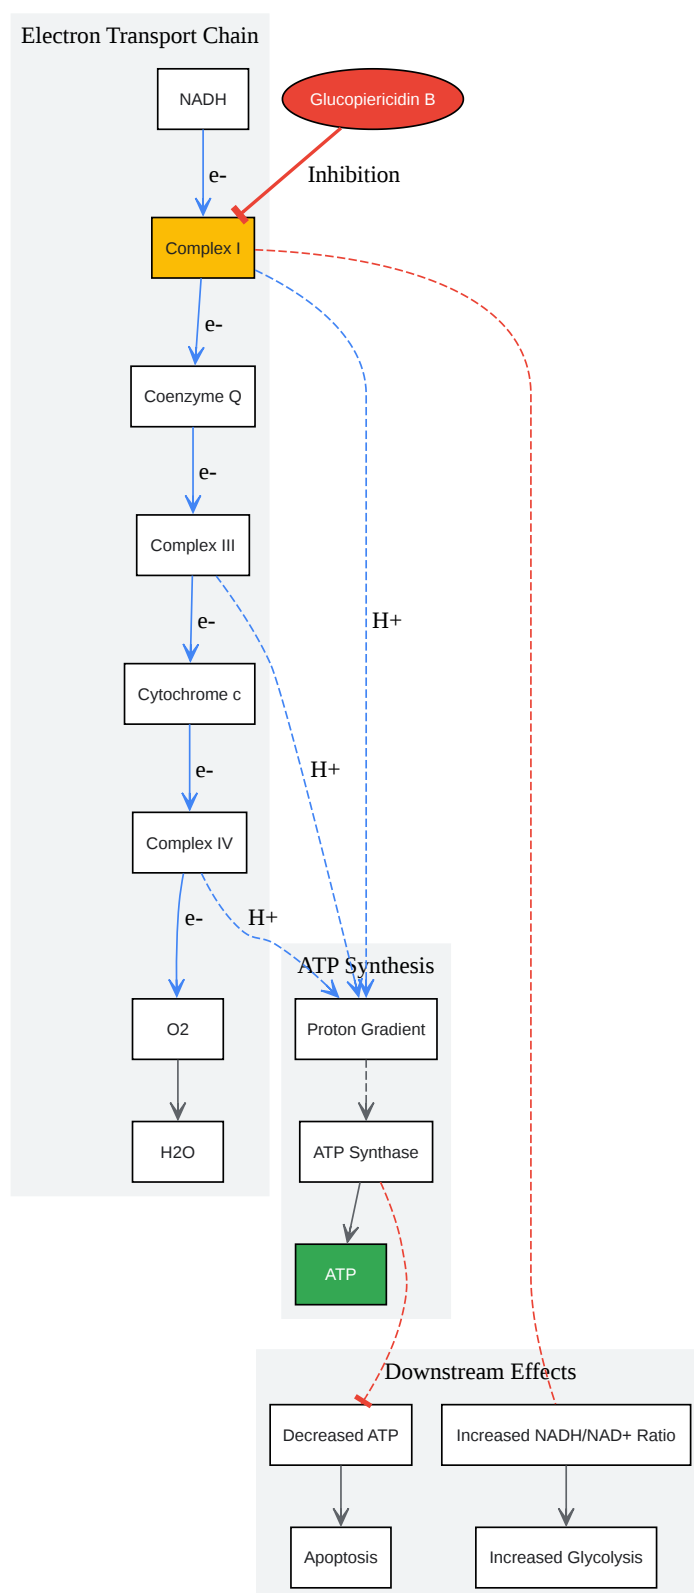 Electron Transport Chain
NADH
Glucopiericidin B
e-
Inhibition
Complex I
e-
Coenzyme Q
e-
Complex III
e-
H+
Cytochrome c
e-
H+
Complex IV
e-
H+
ATP Synthesis
O2
Proton Gradient
H2O
ATP Synthase
ATP
Downstream Effects
Decreased ATP
Increased NADH/NAD+ Ratio
Apoptosis
Increased Glycolysis